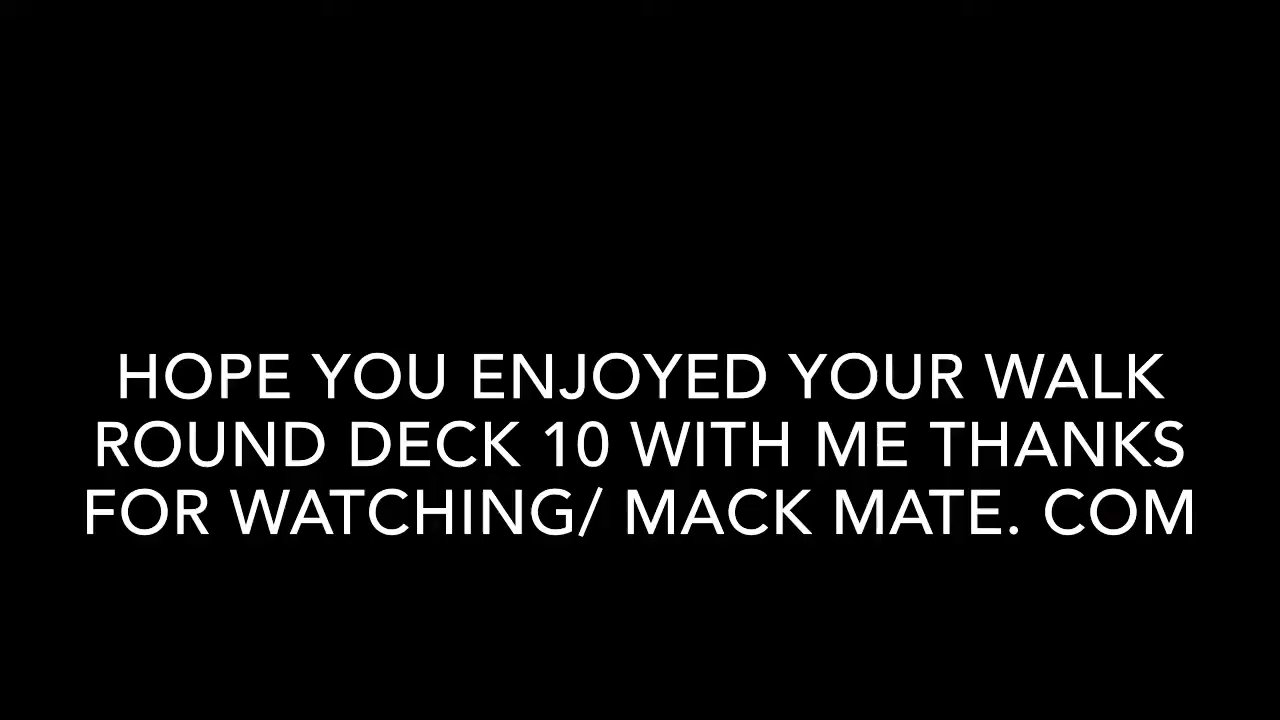 HOPE YOU ENJOYED YOUR WALK
ROUND DECK 10 WITH ME THANKS
FOR WATCHING/ MACK MATE. COM